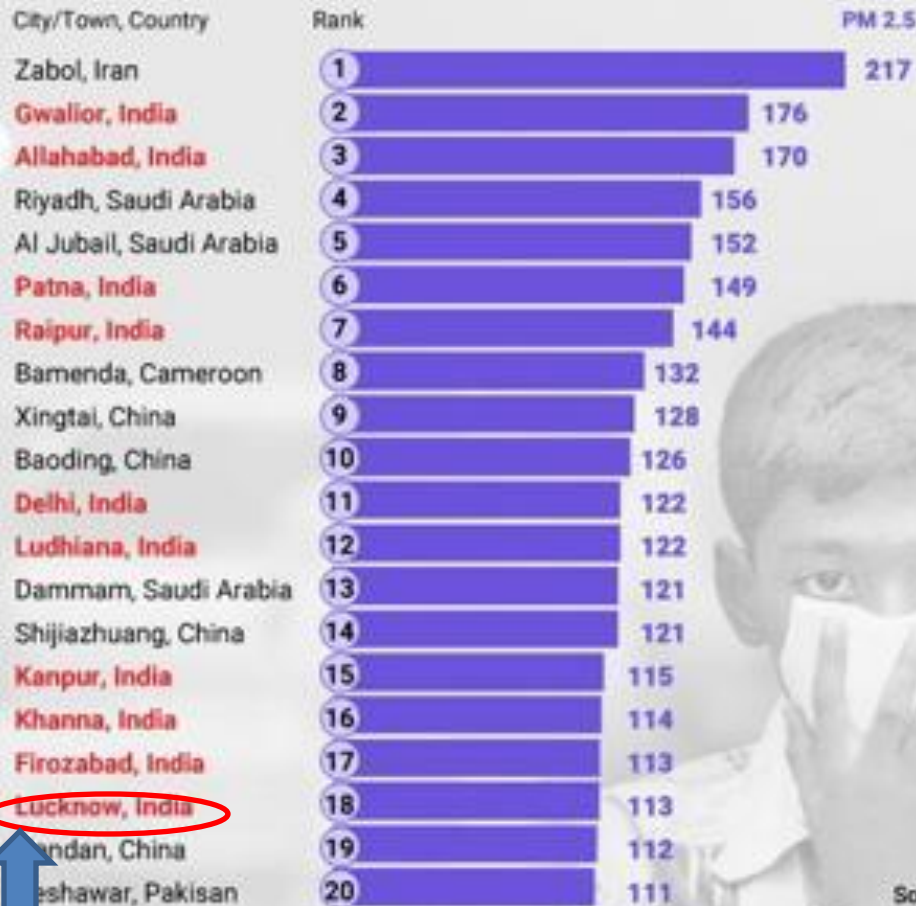 City/Town, Country Rank PM 2.5
Zabol, Iran 1 217
Gwalior, India 2 176
Allahabad, India 3 170
Riyadh, Saudi Arabia 4 156
Al Jubail, Saudi Arabia 5 152
Patna, India 6 149
Raipur, India 7 144
Bamenda, Cameroon 8 132
Xingtai, China 9 128
Baoding, China 10 126
Delhi, India 11 122
Ludhiana, India 12 122
Dammam, Saudi Arabia 13 121
Shijiazhuang, China 14 121
Kanpur, India 15 115
Khanna, India 16 114
Firozabad, India 17 113
Lucknow, India 18 113
China 19 112
Pakisan 20 111